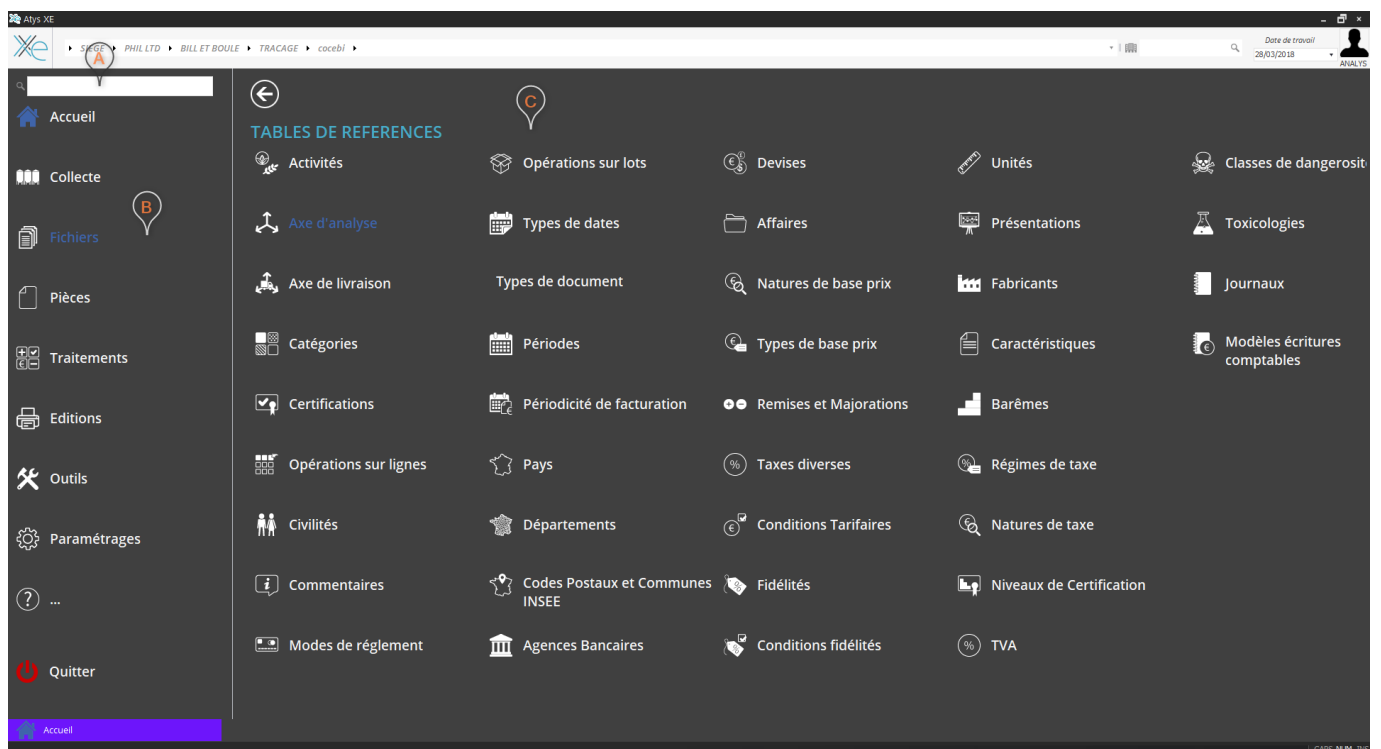 Atys XE
Xe SIEGE PHIL LTD BILL ET BOULE TRACAGE cocebi
Date de travail
28/03/2018
ANALYS
A
B
C
Accueil
Collecte
Fichiers
Pièces
Traitements
Editions
Outils
Paramétrages
? ...
Quitter
Accueil
TABLES DE REFERENCES
Activités
Axe d'analyse
Axe de livraison
Catégories
Certifications
Opérations sur lignes
Civilités
Commentaires
Modes de réglement
Opérations sur lots
Types de dates
Types de document
Périodes
Périodicité de facturation
Pays
Départements
Codes Postaux et Communes
INSEE
Agences Bancaires
Devises
Affaires
Natures de base prix
Types de base prix
Remises et Majorations
Taxes diverses
Conditions Tarifaires
Fidélités
Conditions fidélités
Unités
Présentations
Fabricants
Caractéristiques
Barêmes
Régimes de taxe
Natures de taxe
Niveaux de Certification
TVA
Classes de dangerosit
Toxicologies
Journaux
Modèles écritures
comptables
CAPS NUM INS